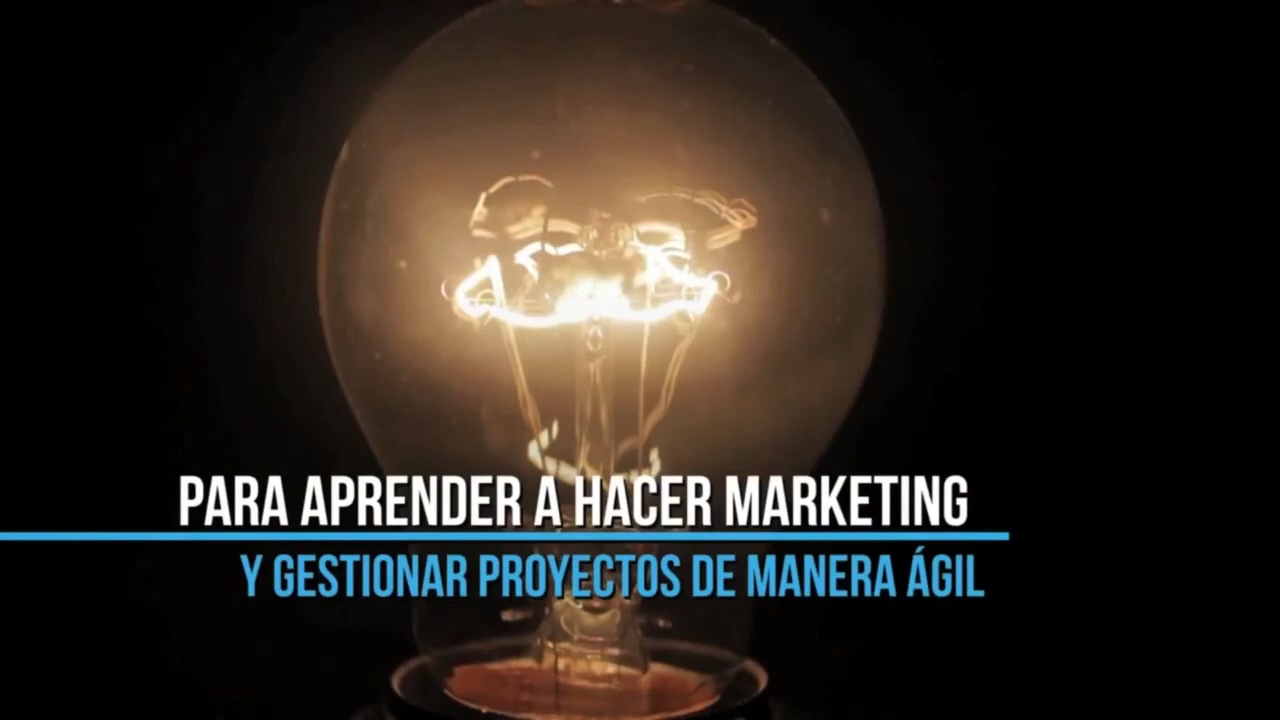 PARA APRENDER A HACER MARKETING
Y GESTIONAR PROYECTOS DE MANERA ÁGIL